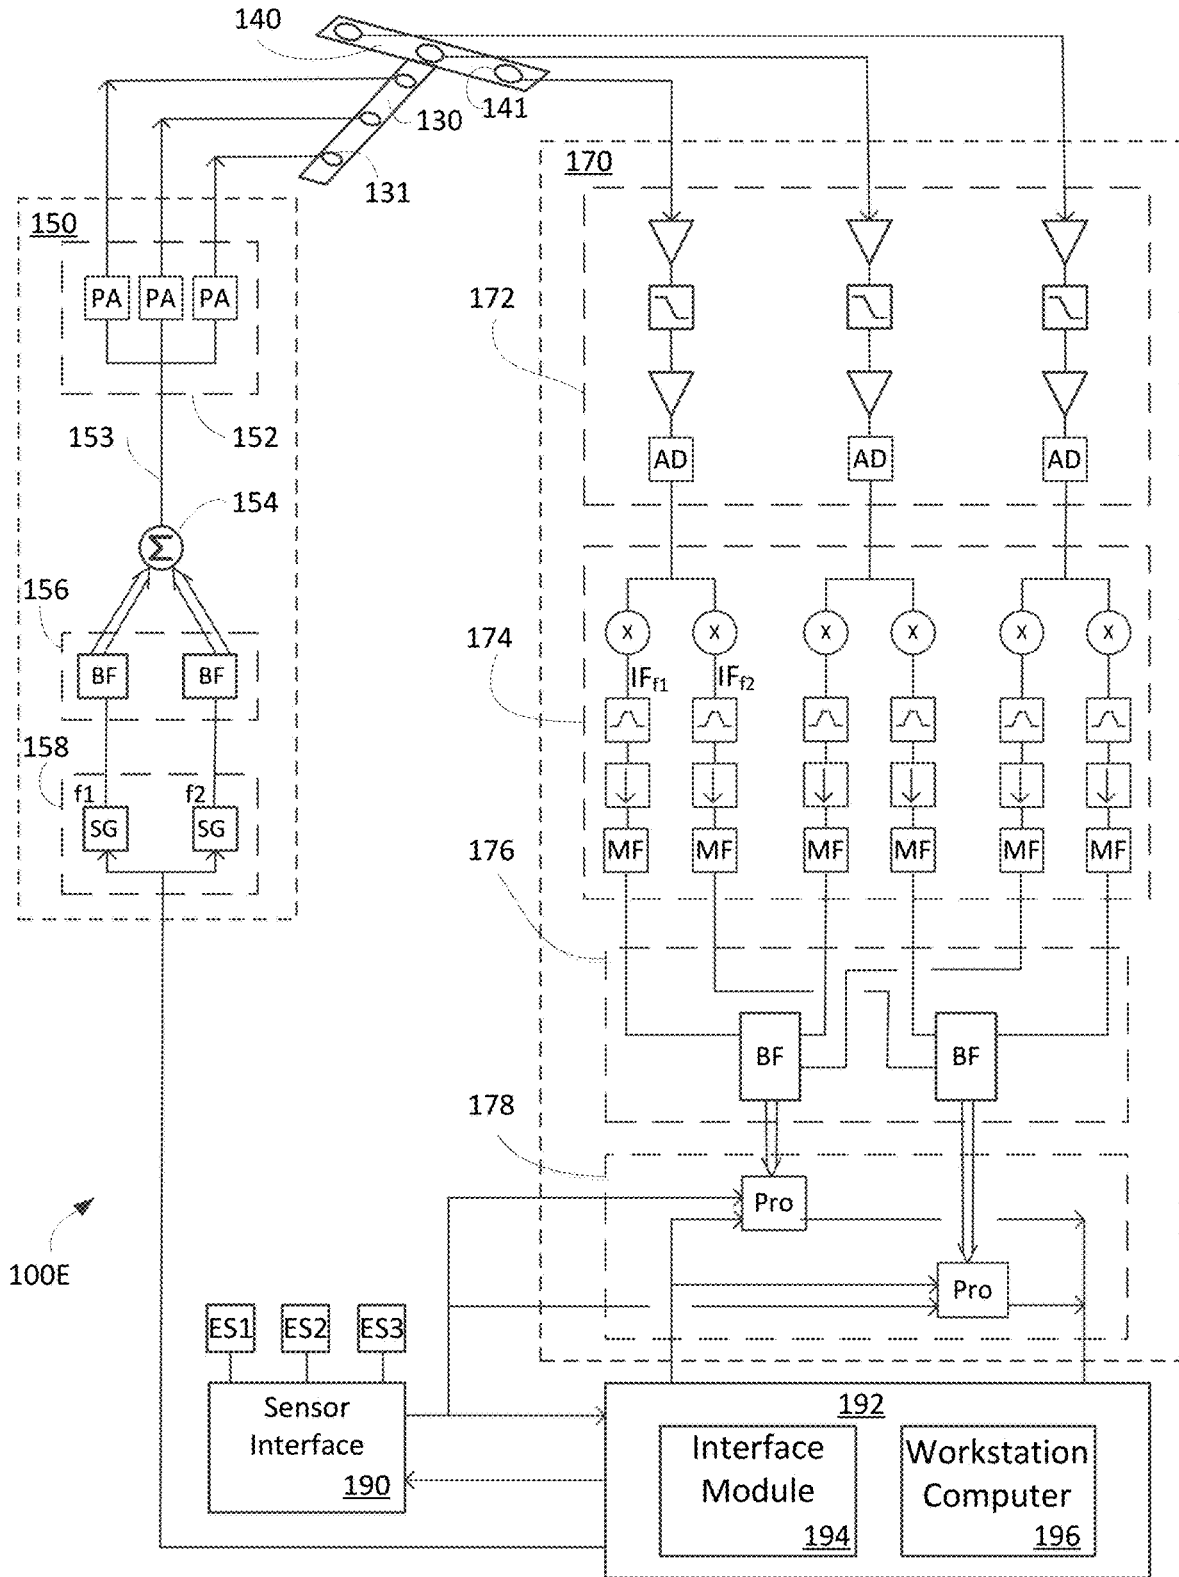 140
141
130
131
170
150
PA PA PA
172
152
153
154
AD AD AD
156
X X X X X X
174
IFf1 IFf2
BF BF
158
f1 f2
SG SG
MF MF MF MF MF MF
176
BF BF
178
Pro
Pro
100E
ES1 ES2 ES3
Sensor
Interface
190
192
Interface
Module
194
Workstation
Computer
196
Σ